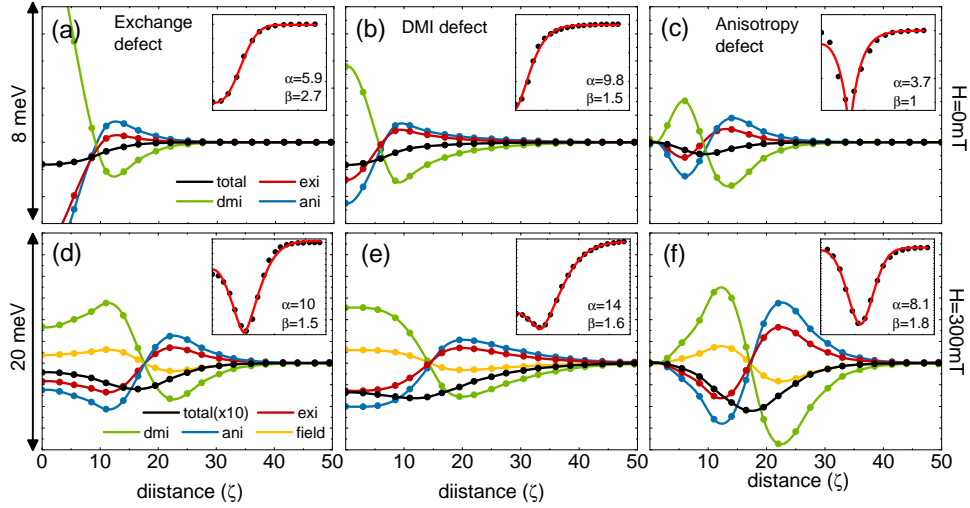 (a) Exchange
defect
α=5.9
β=2.7
(b) DMI defect
α=9.8
β=1.5
(c) Anisotropy
defect
α=3.7
β=1
8 meV
H=0mT
total exi
dmi ani
(d)
α=10
β=1.5
(e)
α=14
β=1.6
(f)
α=8.1
β=1.8
20 meV
H=300mT
total(x10) exi
dmi ani field
0 10 20 30 40 50
0 10 20 30 40 50
0 10 20 30 40 50
diistance (ζ)
diistance (ζ)
distance (ζ)